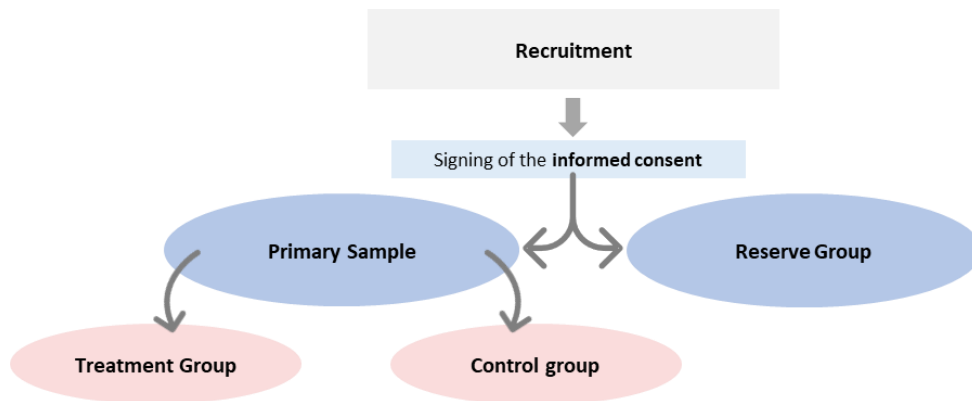 Recruitment
Signing of the informed consent
Primary Sample
Reserve Group
Treatment Group
Control group